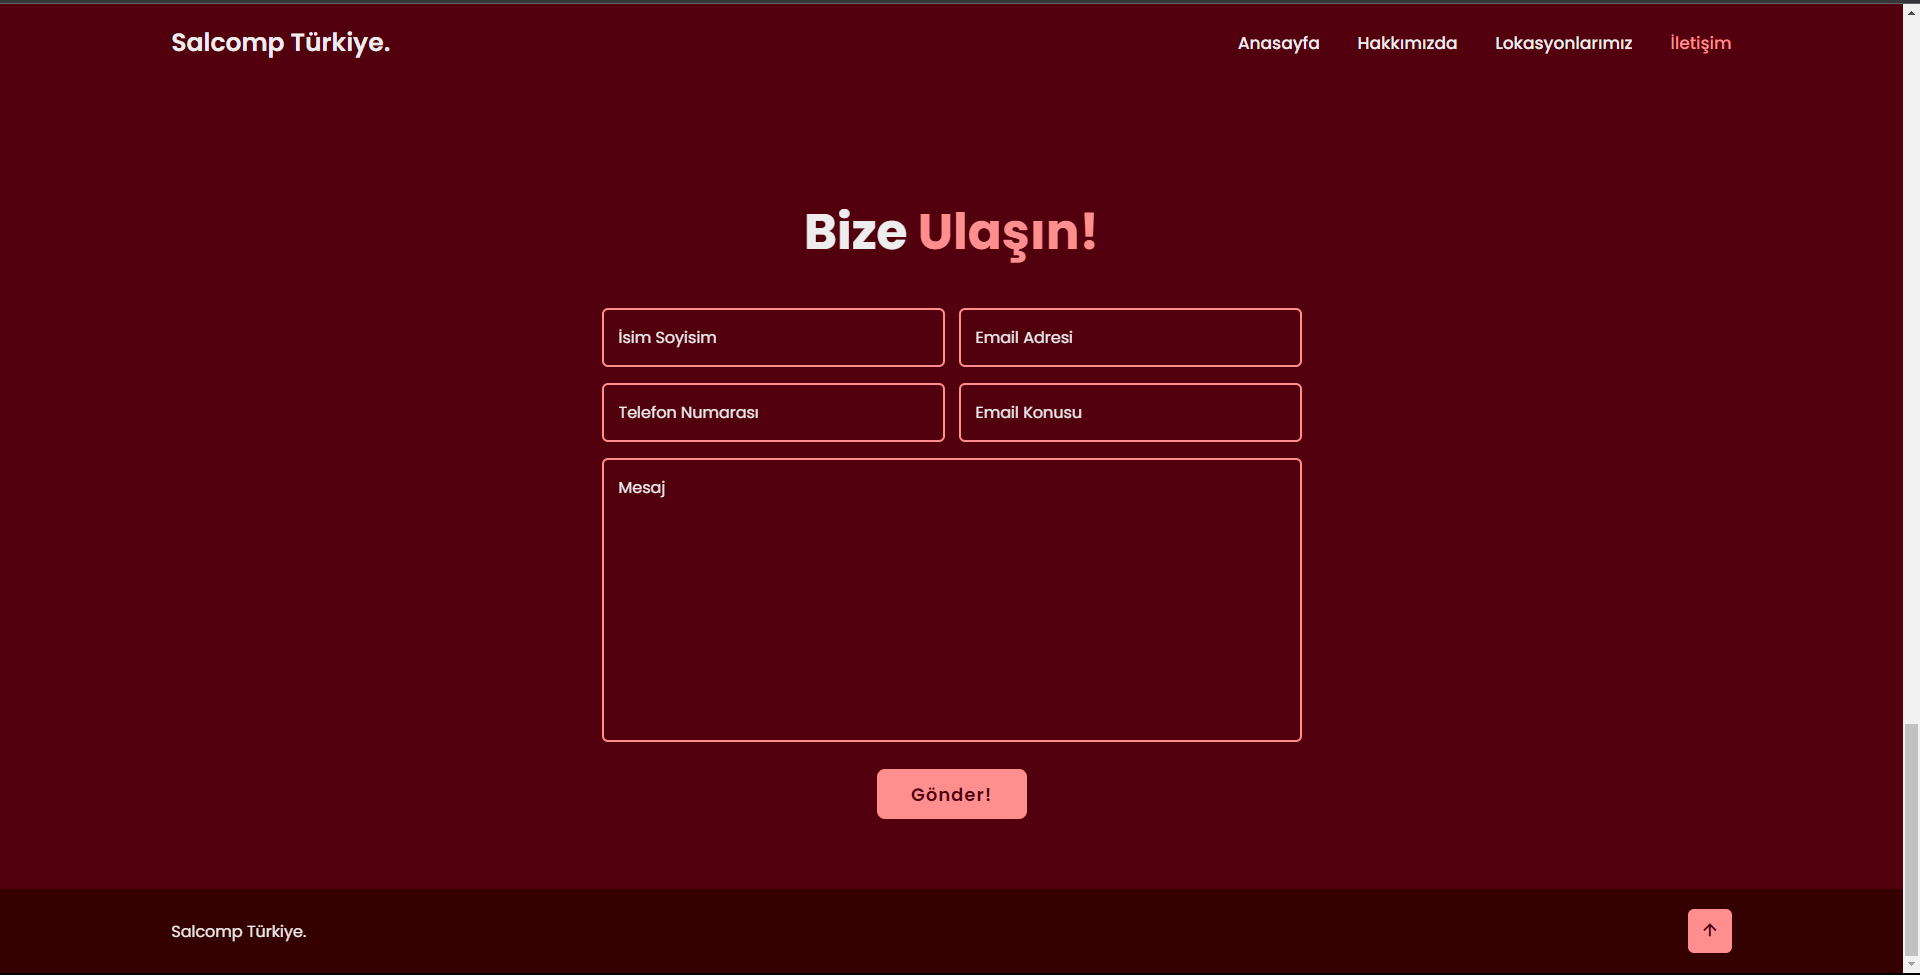 Salcomp Türkiye.
Anasayfa Hakkımızda Lokasyonlarımız İletişim
Bize Ulaşın!
İsim Soyisim
Email Adresi
Telefon Numarası
Email Konusu
Mesaj
Gönder!
Salcomp Türkiye.